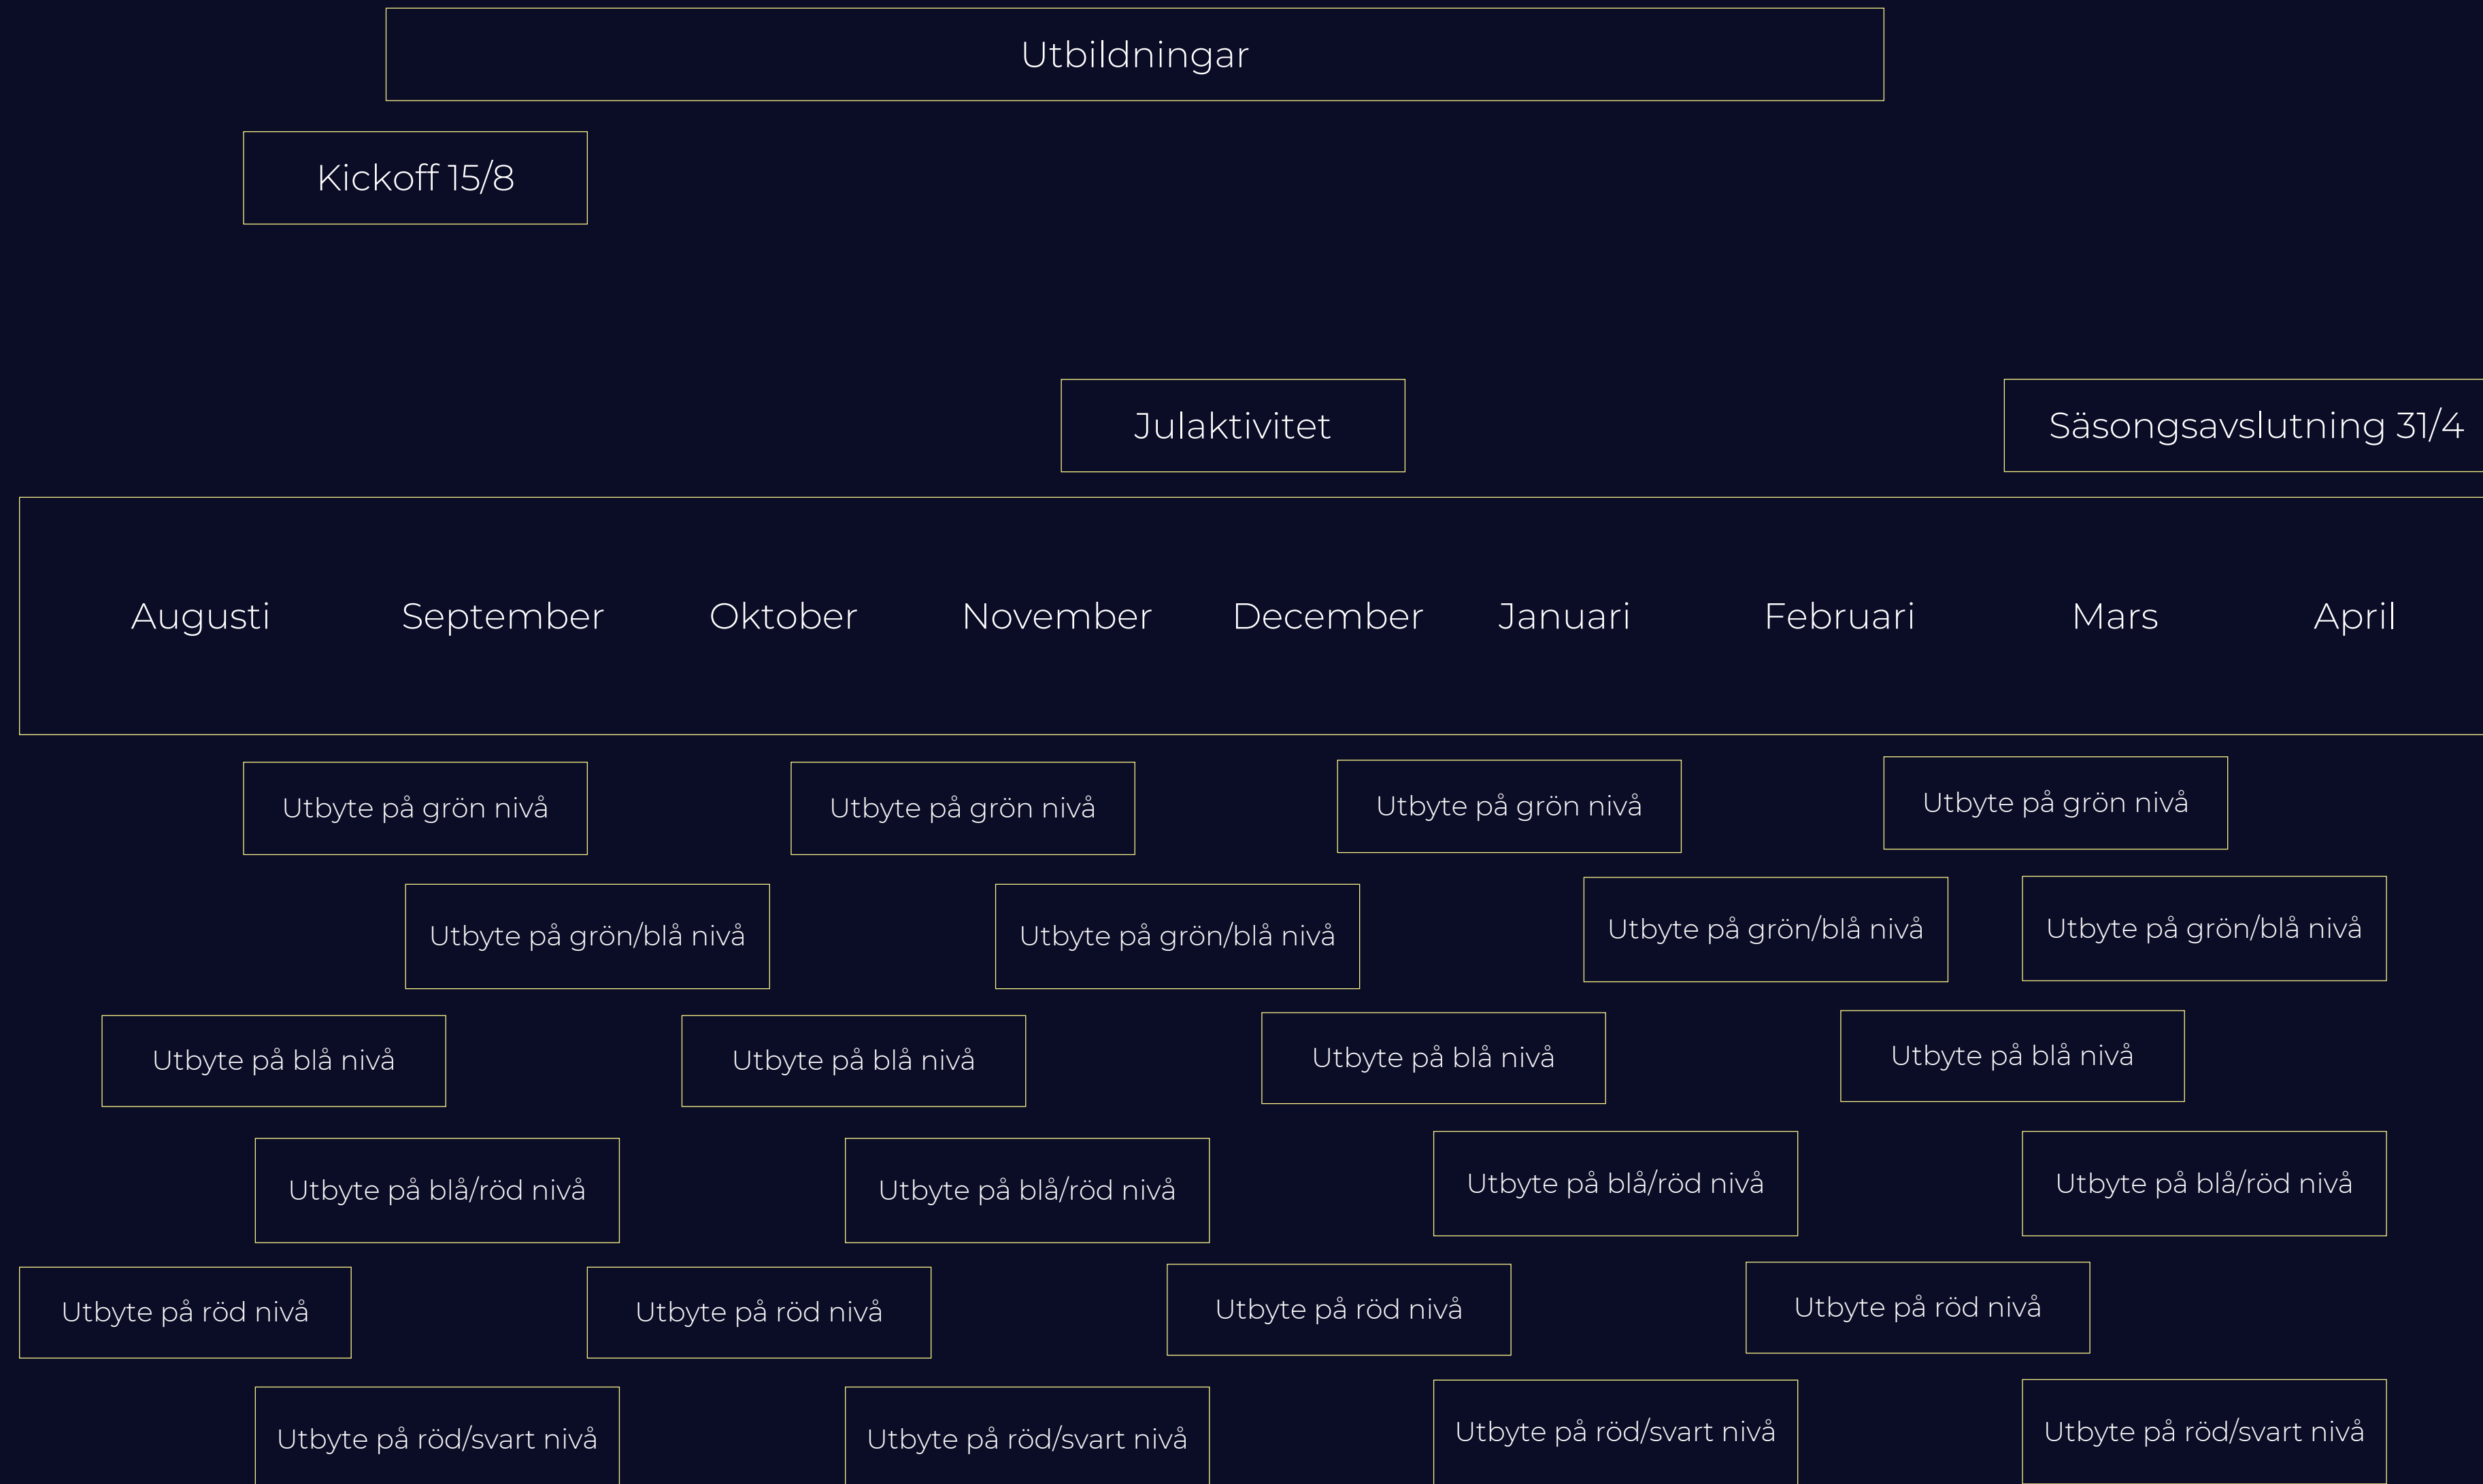 Utbildningar
Kickoff 15/8
Julaktivitet
Säsongsavslutning 31/4
Augusti September Oktober November December Januari Februari Mars April
Utbyte på grön nivå
Utbyte på grön nivå
Utbyte på grön nivå
Utbyte på grön nivå
Utbyte på grön/blå nivå
Utbyte på grön/blå nivå
Utbyte på grön/blå nivå
Utbyte på grön/blå nivå
Utbyte på blå nivå
Utbyte på blå nivå
Utbyte på blå nivå
Utbyte på blå nivå
Utbyte på blå/röd nivå
Utbyte på blå/röd nivå
Utbyte på blå/röd nivå
Utbyte på blå/röd nivå
Utbyte på röd nivå
Utbyte på röd nivå
Utbyte på röd nivå
Utbyte på röd nivå
Utbyte på röd/svart nivå
Utbyte på röd/svart nivå
Utbyte på röd/svart nivå
Utbyte på röd/svart nivå